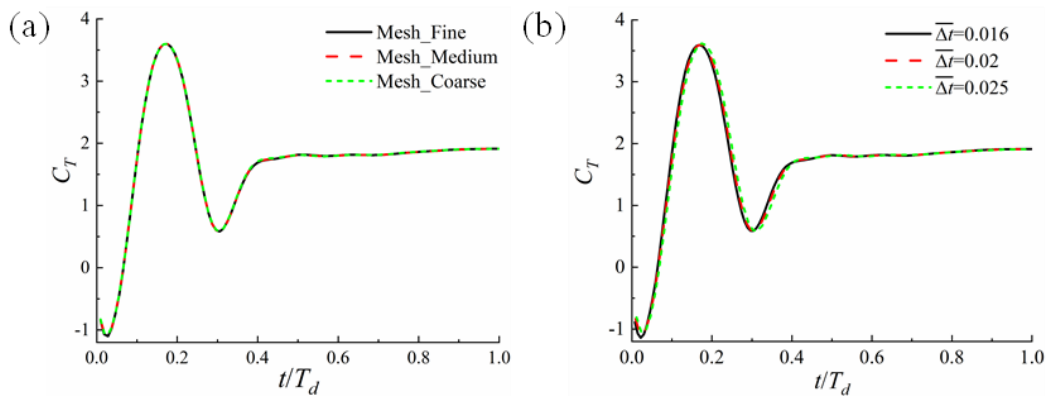 (a)
4
3
2
1
0
-1
C_T
Mesh_Fine
Mesh_Medium
Mesh_Coarse
0.0 0.2 0.4 0.6 0.8 1.0
t/T_d
(b)
4
3
2
1
0
-1
C_T
Δt=0.016
Δt=0.02
Δt=0.025
0.0 0.2 0.4 0.6 0.8 1.0
t/T_d